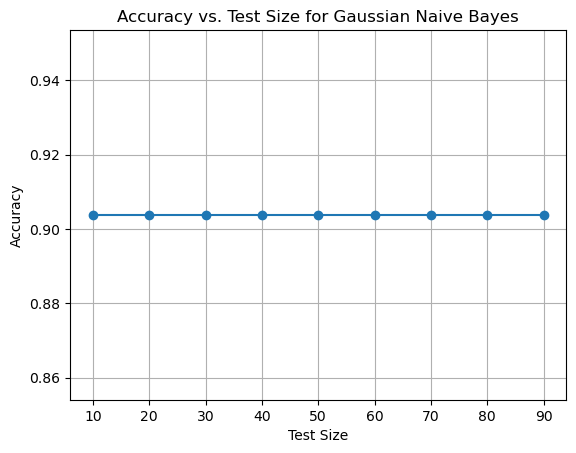 Accuracy vs. Test Size for Gaussian Naive Bayes
0.94
0.92
0.90
0.88
0.86
Accuracy
10 20 30 40 50 60 70 80 90
Test Size